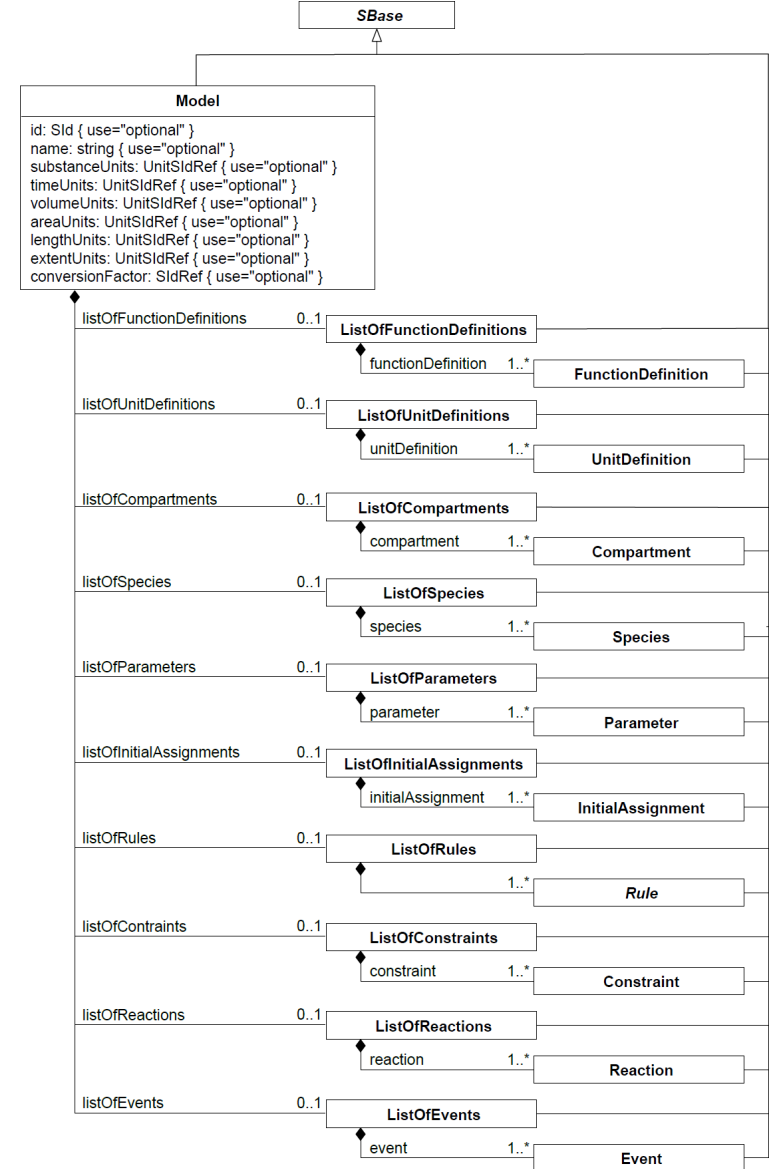 SBase
Model
id: SId { use="optional" }
name: string { use="optional" }
substanceUnits: UnitSIdRef { use="optional" }
timeUnits: UnitSIdRef { use="optional" }
volumeUnits: UnitSIdRef { use="optional" }
areaUnits: UnitSIdRef { use="optional" }
lengthUnits: UnitSIdRef { use="optional" }
extentUnits: UnitSIdRef { use="optional" }
conversionFactor: SIdRef { use="optional" }
listOfFunctionDefinitions 0..1 ListOfFunctionDefinitions
functionDefinition 1..* FunctionDefinition
listOfUnitDefinitions 0..1 ListOfUnitDefinitions
unitDefinition 1..* UnitDefinition
listOfCompartments 0..1 ListOfCompartments
compartment 1..* Compartment
listOfSpecies 0..1 ListOfSpecies
species 1..* Species
listOfParameters 0..1 ListOfParameters
parameter 1..* Parameter
listOfInitialAssignments 0..1 ListOfInitialAssignments
initialAssignment 1..* InitialAssignment
listOfRules 0..1 ListOfRules
1..* Rule
listOfContraints 0..1 ListOfConstraints
constraint 1..* Constraint
listOfReactions 0..1 ListOfReactions
reaction 1..* Reaction
listOfEvents 0..1 ListOfEvents
event 1..* Event